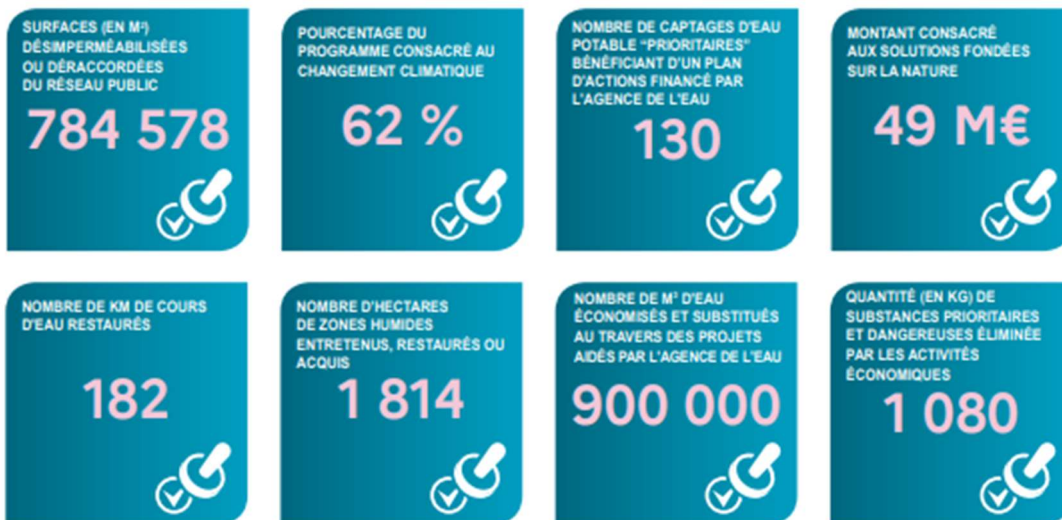 SURFACES (EN M²)
DÉSIMPERMÉABILISÉES
OU DÉRACCORDÉES
DU RÉSEAU PUBLIC
784 578
POURCENTAGE DU
PROGRAMME CONSACRÉ AU
CHANGEMENT CLIMATIQUE
62 %
NOMBRE DE CAPTAGES D'EAU
POTABLE “PRIORITAIRES”
BÉNÉFICIANT D'UN PLAN
D'ACTIONS FINANCÉ PAR
L'AGENCE DE L'EAU
130
MONTANT CONSACRÉ
AUX SOLUTIONS FONDÉES
SUR LA NATURE
49 M€
NOMBRE DE KM DE COURS
D'EAU RESTAURÉS
182
NOMBRE D'HECTARES
DE ZONES HUMIDES
ENTRETENUS, RESTAURÉS OU
ACQUIS
1 814
NOMBRE DE M³ D'EAU
ÉCONOMISÉS ET SUBSTITUÉS
AU TRAVERS DES PROJETS
AIDÉS PAR L'AGENCE DE L'EAU
900 000
QUANTITÉ (EN KG) DE
SUBSTANCES PRIORITAIRES
ET DANGEREUSES ÉLIMINÉE
PAR LES ACTIVITÉS
ÉCONOMIQUES
1 080